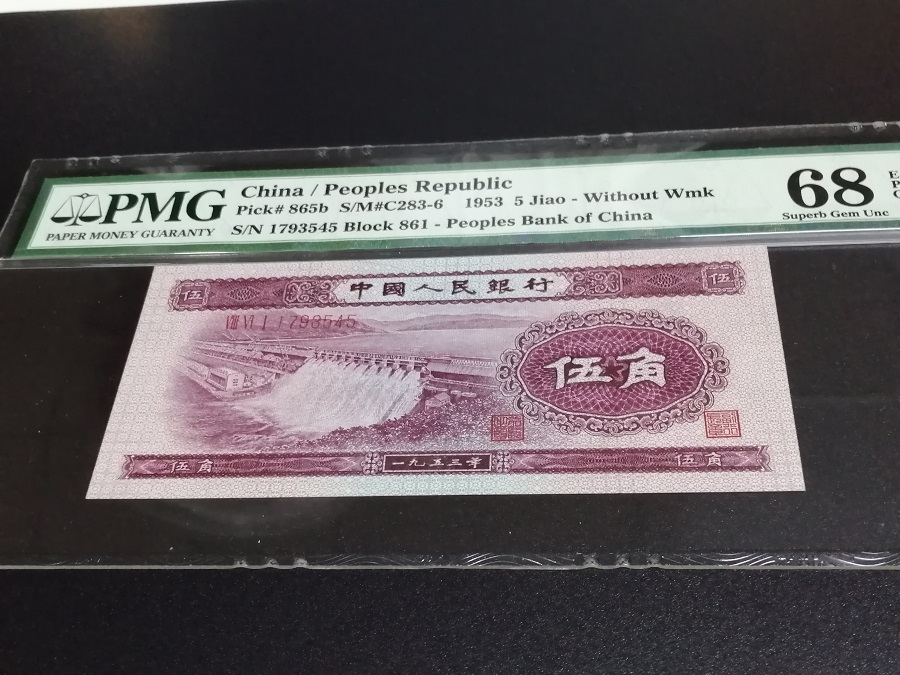 PMG
PAPER MONEY GUARANTY
China / Peoples Republic
Pick# 865b S/M#C283-6 1953 5 Jiao - Without Wmk
S/N 1793545 Block 861 - Peoples Bank of China
68
Superb Gem Unc
E
P
伍
中國人民銀行
伍
VIII VI I 1793545
伍角
伍角
一九五三年
伍角